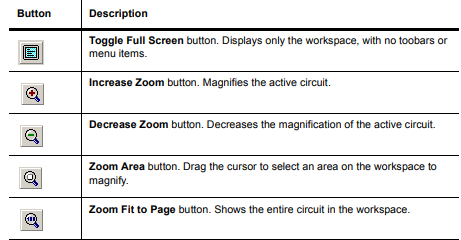 Button Description
Toggle Full Screen button. Displays only the workspace, with no toobars or
menu items.
Increase Zoom button. Magnifies the active circuit.
Decrease Zoom button. Decreases the magnification of the active circuit.
Zoom Area button. Drag the cursor to select an area on the workspace to
magnify.
Zoom Fit to Page button. Shows the entire circuit in the workspace.